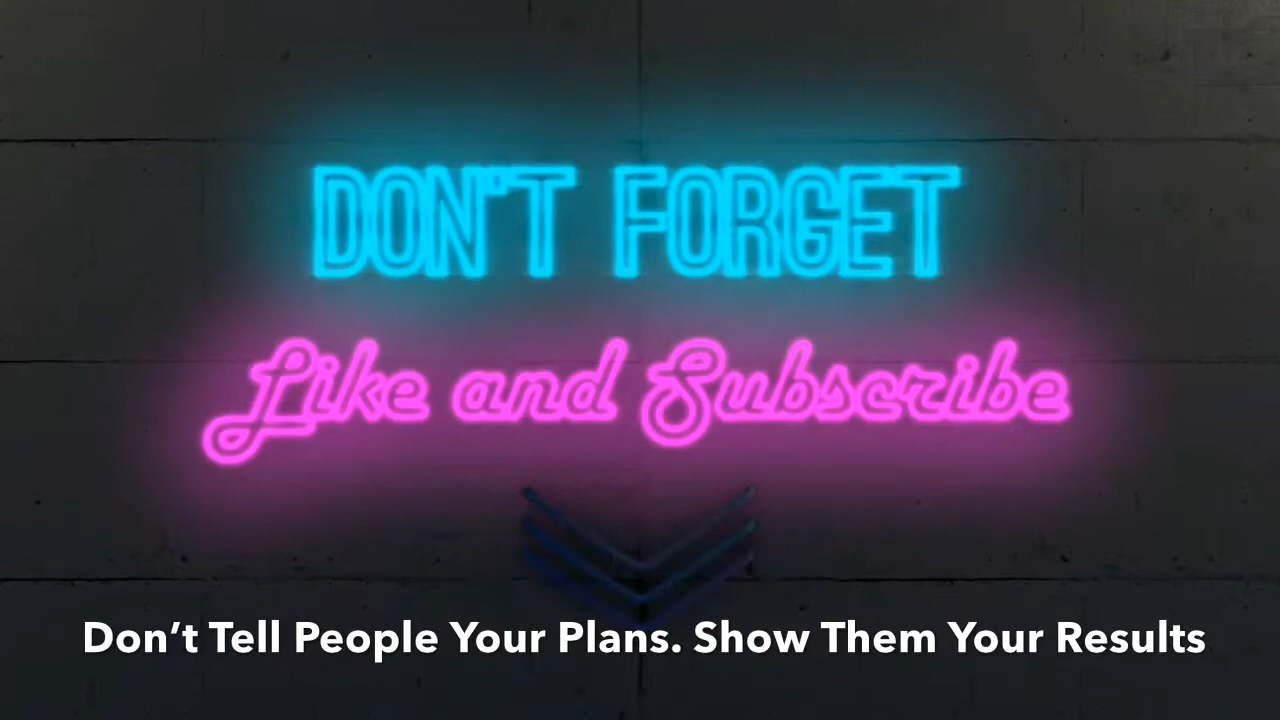 DON'T FORGET
Like and Subscribe
Don’t Tell People Your Plans. Show Them Your Results